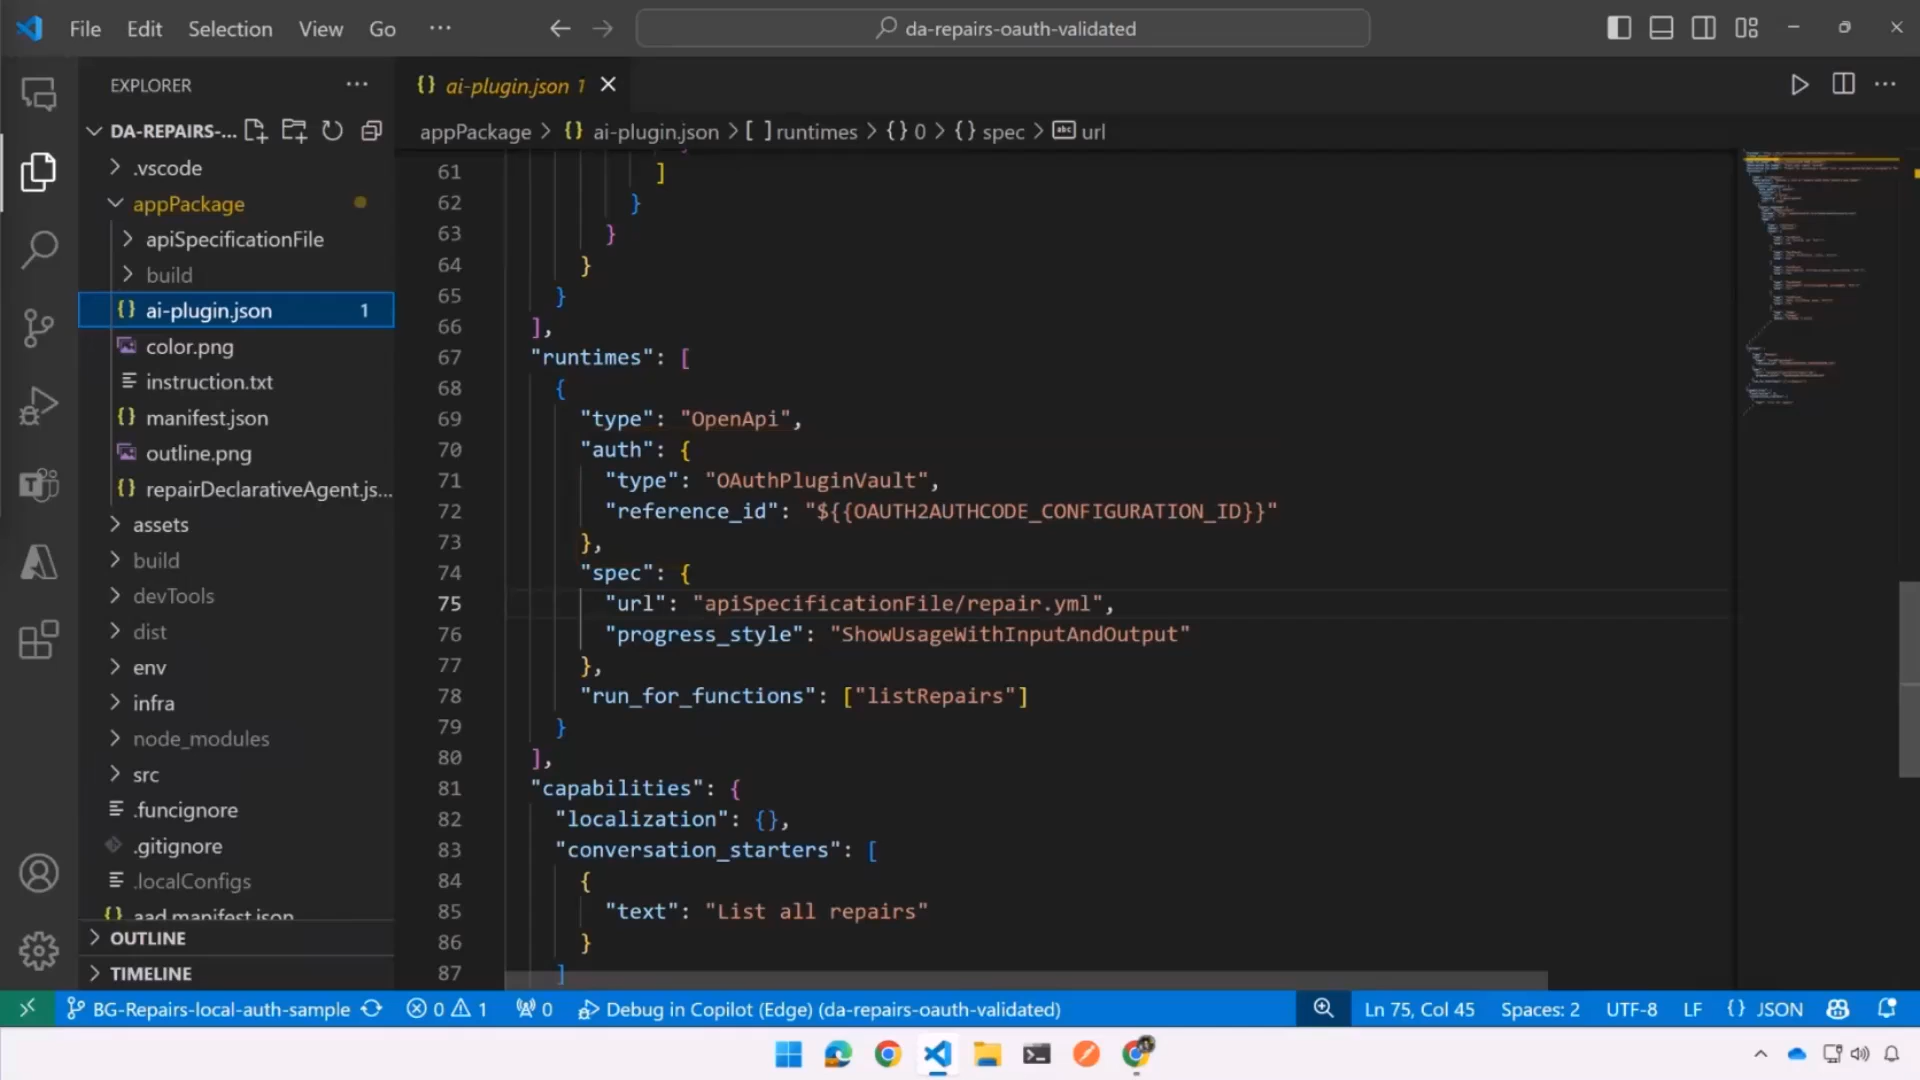 File Edit View Go ··· da-repairs-oauth-validated
EXPLORER ···
DA-REPAIRS-...
.vscode
appPackage
apiSpecificationFile
build
{} ai-plugin.json 1
color.png
instruction.txt
{} manifest.json
outline.png
{} repairDeclarativeAgent.js...
assets
build
devTools
dist
env
infra
node_modules
src
.funcignore
.gitignore
.localConfigs
{} aad.manifest.json
OUTLINE
TIMELINE
{} ai-plugin.json 1
appPackage > {} ai-plugin.json > [ ] runtimes > {} 0 > {} spec > abc url
61 ]
62 }
63 }
64 }
65 }
66 ],
67 "runtimes": [
68 {
69 "type": "OpenApi",
70 "auth": {
71 "type": "OAuthPluginVault",
72 "reference_id": "${{OAUTH2AUTHCODE_CONFIGURATION_ID}}"
73 },
74 "spec": {
75 "url": "apiSpecificationFile/repair.yml",
76 "progress_style": "ShowUsageWithInputAndOutput"
77 },
78 "run_for_functions": ["listRepairs"]
79 }
80 ],
81 "capabilities": {
82 "localization": {},
83 "conversation_starters": [
84 {
85 "text": "List all repairs"
86 }
87 ]
BG-Repairs-local-auth-sample 0 1 0 Debug in Copilot (Edge) (da-repairs-oauth-validated) Ln 75, Col 45 Spaces: 2 UTF-8 LF {} JSON